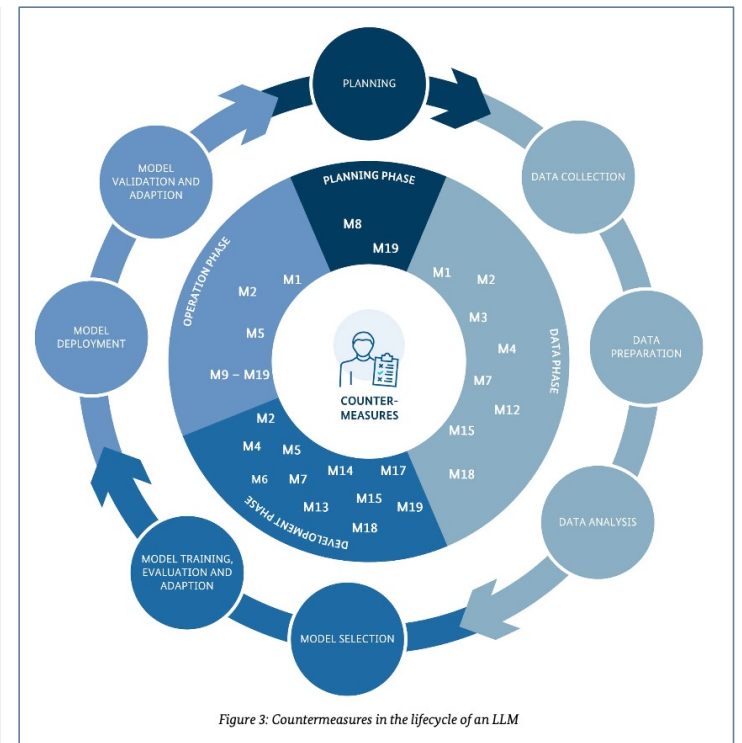 PLANNING
DATA COLLECTION
DATA
PREPARATION
DATA ANALYSIS
MODEL SELECTION
MODEL TRAINING,
EVALUATION AND
ADAPTION
MODEL
DEPLOYMENT
MODEL
VALIDATION AND
ADAPTION
PLANNING PHASE
M8
M19
DATA PHASE
M1
M2
M3
M4
M7
M12
M15
M18
DEVELOPMENT PHASE
M2
M4
M5
M6
M7
M14
M17
M13
M15
M19
M18
OPERATION PHASE
M1
M2
M5
M9 – M19
COUNTER-
MEASURES
Figure 3: Countermeasures in the lifecycle of an LLM